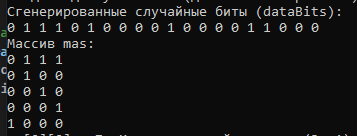 Сгенерированные случайные биты (dataBits):
0 1 1 1 0 1 0 0 0 0 1 0 0 0 0 1 1 0 0 0
Массив mas:
0 1 1 1
0 1 0 0
0 0 1 0
0 0 0 1
1 0 0 0